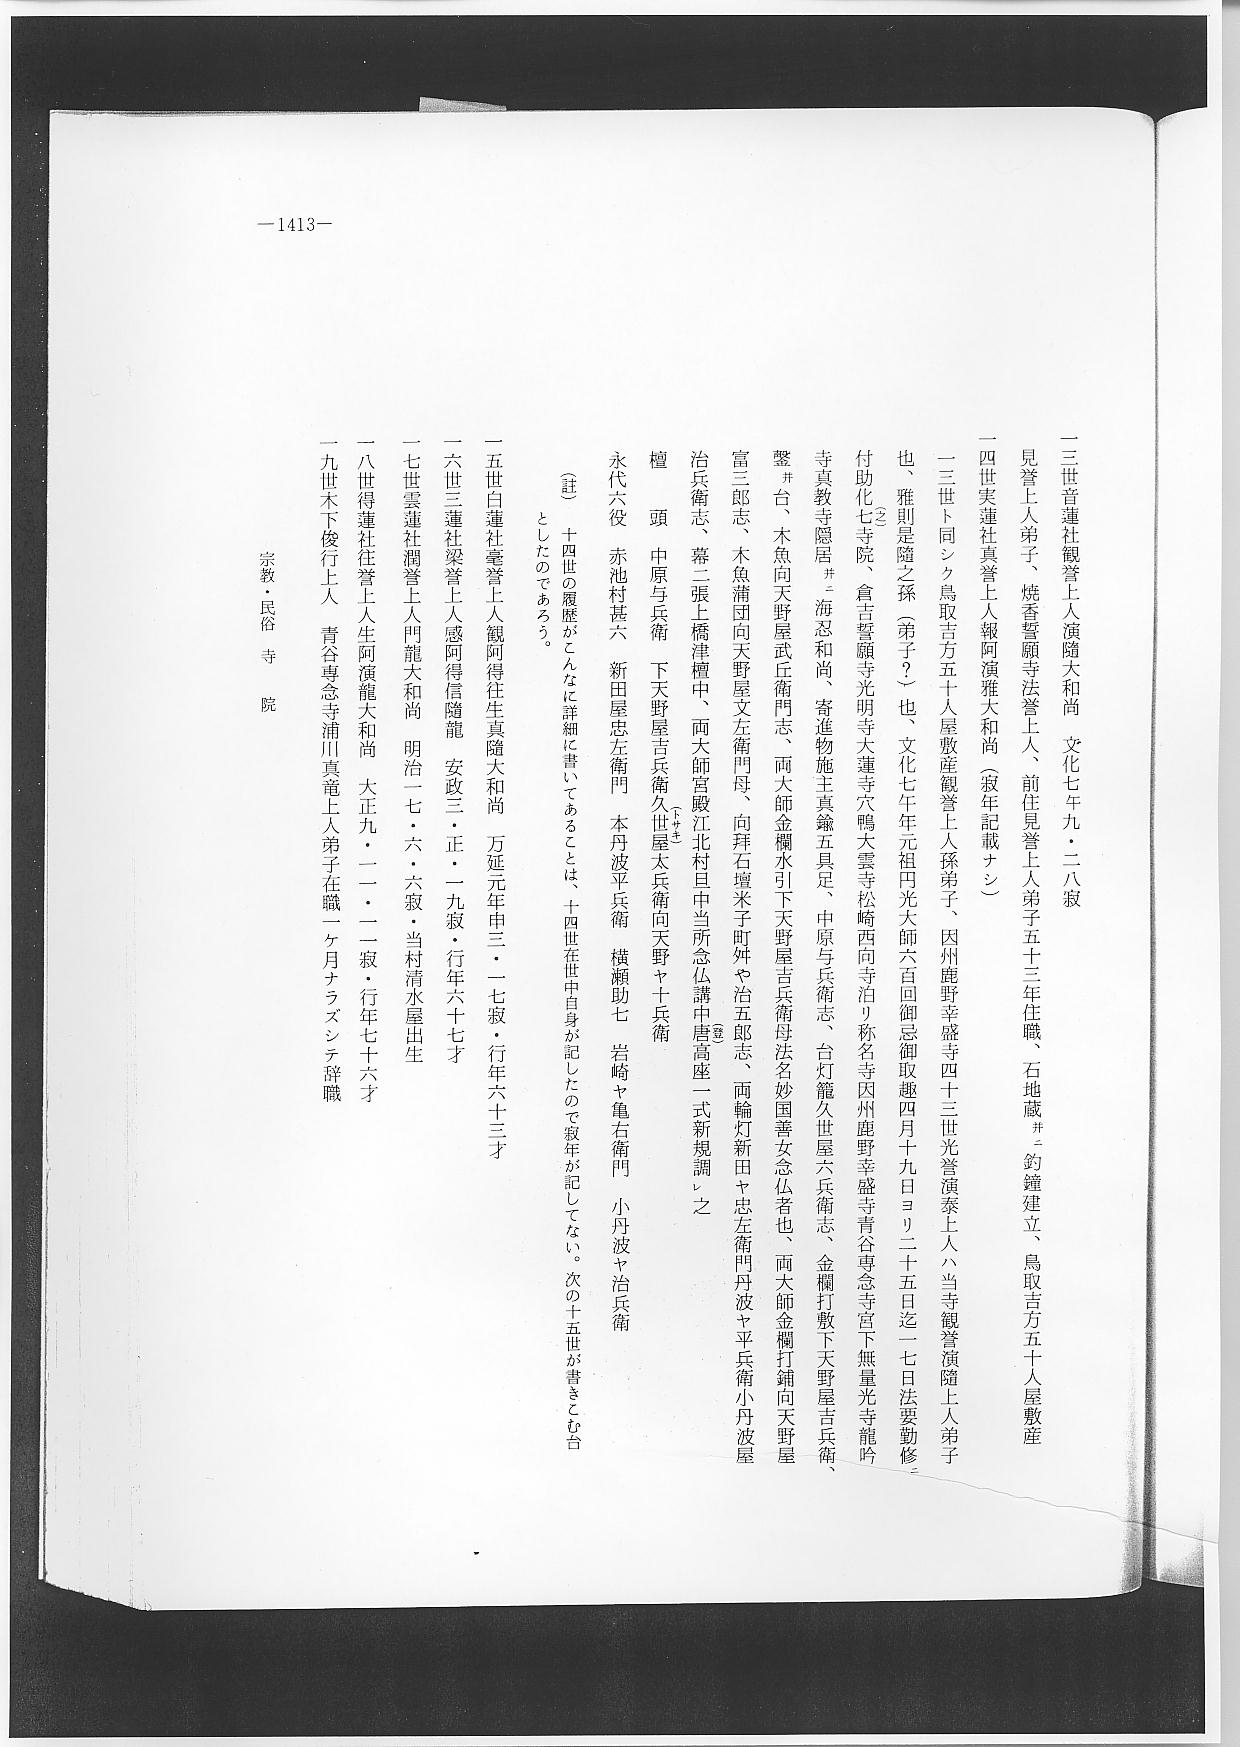 一三世音蓮社観誉上人演隨大和尚　文化七午九・二八寂
見誉上人弟子、焼香誓願寺法誉上人、前住見誉上人弟子五十三年住職、石地蔵井ニ釣鐘建立、鳥取吉方五十人屋敷産
一四世実蓮社真誉上人報阿演雅大和尚（寂年記載ナシ）
一三世ト同シク鳥取吉方五十人屋敷産観誉上人孫弟子、因州鹿野幸盛寺四十三世光誉演泰上人ハ当寺観誉演隨上人弟子
也、雅則是隨之孫（弟子？）也、文化七午年元祖円光大師六百回御忌御取趣四月十九日ヨリ二十五日迄一七日法要勤修ニ
付助化七(之)寺院、倉吉誓願寺光明寺大蓮寺穴鴨大雲寺松崎西向寺泊リ称名寺因州鹿野幸盛寺青谷専念寺宮下無量光寺龍吟
寺真教寺隠居井ニ海忍和尚、寄進物施主真鍮五具足、中原与兵衛志、台灯籠久世屋六兵衛志、金欄打敷下天野屋吉兵衛、
鏧井台、木魚向天野屋武丘衛門志、両大師金欄水引下天野屋吉兵衛母法名妙国善女念仏者也、両大師金欄打鋪向天野屋
富三郎志、木魚蒲団向天野屋文左衛門母、向拝石壇米子町舛や治五郎志、両輪灯新田ヤ忠左衛門丹波ヤ平兵衛小丹波屋
治兵衛志、幕二張上橋津檀中、両大師宮殿江北村旦中当所念仏講中唐(登)高座一式新規調レ之
檀　頭　中原与兵衛　下天野屋吉兵衛久世屋(トサキ)太兵衛向天野ヤ十兵衛
永代六役　赤池村甚六　新田屋忠左衛門　本丹波平兵衛　横瀬助七　岩崎ヤ亀右衛門　小丹波ヤ治兵衛
（註）　十四世の履歴がこんなに詳細に書いてあることは、十四世在世中自身が記したので寂年が記してない。次の十五世が書きこむ台
としたのであろう。
一五世白蓮社毫誉上人観阿得往生真隨大和尚　万延元年申三・一七寂・行年六十三才
一六世三蓮社梁誉上人感阿得信隨龍　安政三・正・一九寂・行年六十七才
一七世雲蓮社潤誉上人門龍大和尚　明治一七・六・六寂・当村清水屋出生
一八世得蓮社往誉上人生阿演龍大和尚　大正九・一一・一一寂・行年七十六才
一九世木下俊行上人　青谷専念寺浦川真竜上人弟子在職一ケ月ナラズシテ辞職
宗教・民俗　寺　院
―1413―